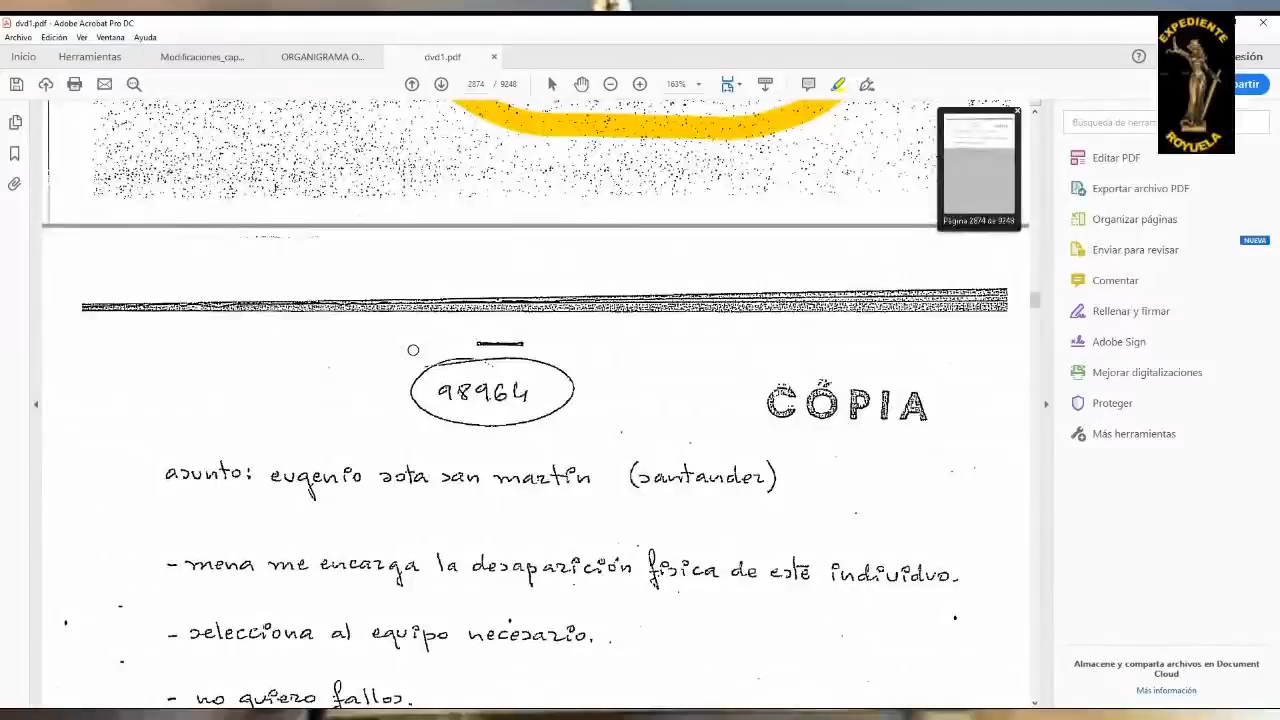 dvd1.pdf - Adobe Acrobat Pro DC
Archivo Edición Ver Ventana Ayuda
Inicio Herramientas Modificaciones_cap... ORGANIGRAMA O... dvd1.pdf
2874 / 9248 163%
EXPEDIENTE
ROYUELA
Página 2874 de 9248
98964
CÓPIA
asunto: eugenio sota san martin (santander)
- mena me encarga la desaparición física de este individuo.
- selecciona al equipo necesario.
- no quiero fallos.
Búsqueda de herram
Editar PDF
Exportar archivo PDF
Organizar páginas
Enviar para revisar
NUEVA
Comentar
Rellenar y firmar
Adobe Sign
Mejorar digitalizaciones
Proteger
Más herramientas
Almacene y comparta archivos en Document
Cloud
Más información